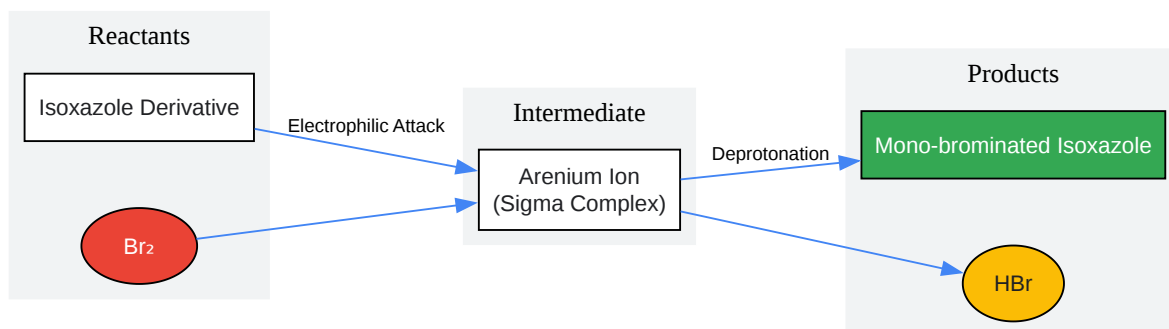 Reactants
Isoxazole Derivative
Br₂
Electrophilic Attack
Intermediate
Arenium Ion
(Sigma Complex)
Deprotonation
Products
Mono-brominated Isoxazole
HBr